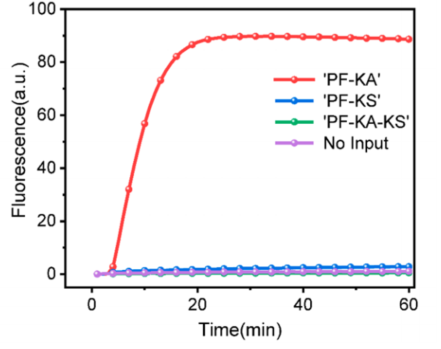 100
80
60
40
20
0
Fluorescence(a.u.)
'PF-KA'
'PF-KS'
'PF-KA-KS'
No Input
0 20 40 60
Time(min)